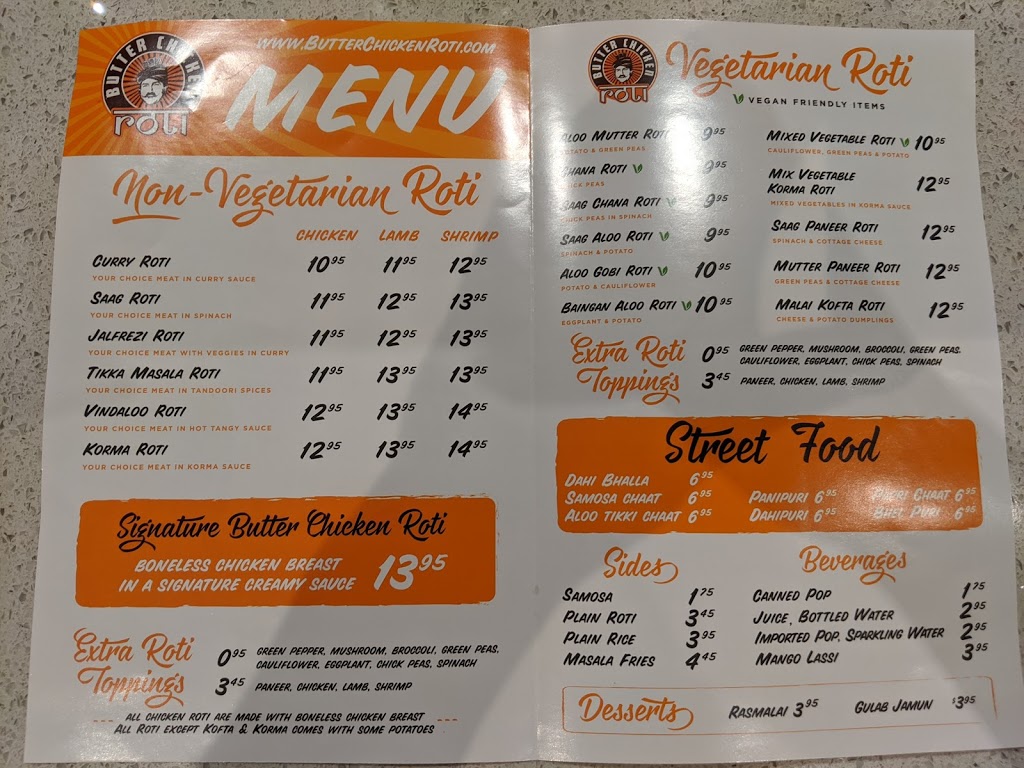 BUTTER CHICKEN
roti
WWW.BUTTERCHICKENROTI.COM
MENU
Non-Vegetarian Roti
CHICKEN LAMB SHRIMP
CURRY ROTI 10.95 11.95 12.95
YOUR CHOICE MEAT IN CURRY SAUCE
SAAG ROTI 11.95 12.95 13.95
YOUR CHOICE MEAT IN SPINACH
JALFREZI ROTI 11.95 12.95 13.95
YOUR CHOICE MEAT WITH VEGGIES IN CURRY
TIKKA MASALA ROTI 11.95 13.95 13.95
YOUR CHOICE MEAT IN TANDOORI SPICES
VINDALOO ROTI 12.95 13.95 14.95
YOUR CHOICE MEAT IN HOT TANGY SAUCE
KORMA ROTI 12.95 13.95 14.95
YOUR CHOICE MEAT IN KORMA SAUCE
Signature Butter Chicken Roti
BONELESS CHICKEN BREAST
IN A SIGNATURE CREAMY SAUCE 13.95
Extra Roti
Toppings
0.95 GREEN PEPPER, MUSHROOM, BROCCOLI, GREEN PEAS,
CAULIFLOWER, EGGPLANT, CHICK PEAS, SPINACH
3.45 PANEER, CHICKEN, LAMB, SHRIMP
ALL CHICKEN ROTI ARE MADE WITH BONELESS CHICKEN BREAST
ALL ROTI EXCEPT KOFTA & KORMA COMES WITH SOME POTATOES
BUTTER CHICKEN
roti
Vegetarian Roti
VEGAN FRIENDLY ITEMS
ALOO MUTTER ROTI 9.95
POTATO & GREEN PEAS
CHANA ROTI 9.95
CHICK PEAS
SAAG CHANA ROTI 9.95
CHICK PEAS IN SPINACH
SAAG ALOO ROTI 9.95
SPINACH & POTATO
ALOO GOBI ROTI 10.95
POTATO & CAULIFLOWER
BAINGAN ALOO ROTI 10.95
EGGPLANT & POTATO
MIXED VEGETABLE ROTI 10.95
CAULIFLOWER, GREEN PEAS & POTATO
MIX VEGETABLE
KORMA ROTI 12.95
MIXED VEGETABLES IN KORMA SAUCE
SAAG PANEER ROTI 12.95
SPINACH & COTTAGE CHEESE
MUTTER PANEER ROTI 12.95
GREEN PEAS & COTTAGE CHEESE
MALAI KOFTA ROTI 12.95
CHEESE & POTATO DUMPLINGS
Extra Roti
Toppings
0.95 GREEN PEPPER, MUSHROOM, BROCCOLI, GREEN PEAS,
CAULIFLOWER, EGGPLANT, CHICK PEAS, SPINACH
3.45 PANEER, CHICKEN, LAMB, SHRIMP
Street Food
DAHI BHALLA 6.95
SAMOSA CHAAT 6.95 PANIPURI 6.95 PAPRI CHAAT 6.95
ALOO TIKKI CHAAT 6.95 DAHIPURI 6.95 BHEL PURI 6.95
Sides
SAMOSA 1.75
PLAIN ROTI 3.45
PLAIN RICE 3.95
MASALA FRIES 4.45
Beverages
CANNED POP 1.75
JUICE, BOTTLED WATER 2.95
IMPORTED POP, SPARKLING WATER 2.95
MANGO LASSI 3.95
Desserts RASMALAI 3.95 GULAB JAMUN $3.95